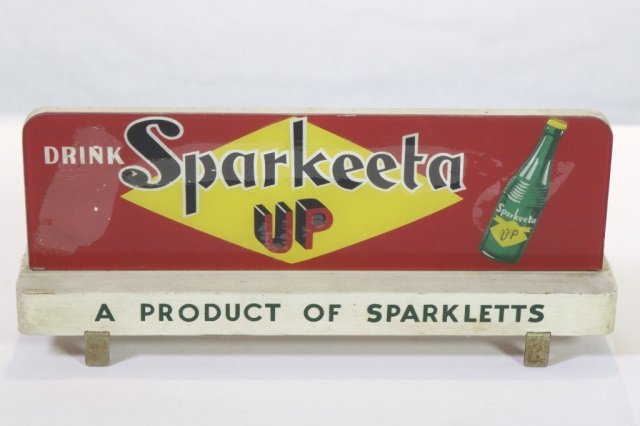 DRINK Sparkeeta
UP
Sparkeeta
UP
A PRODUCT OF SPARKLETTS